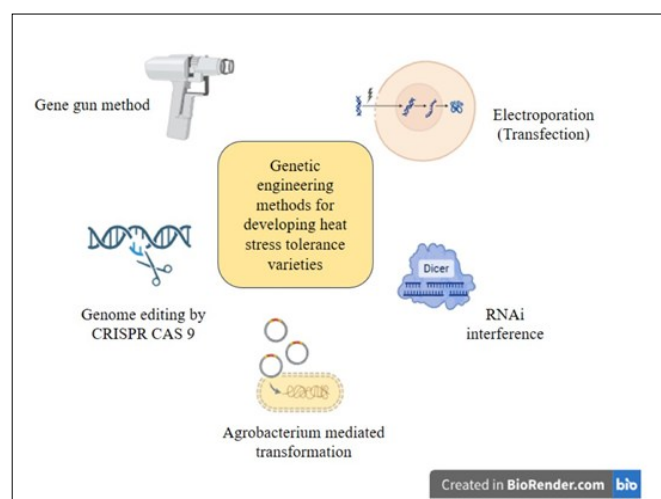 Gene gun method
Electroporation
(Transfection)
Genetic
engineering
methods for
developing heat
stress tolerance
varieties
Dicer
Genome editing by
CRISPR CAS 9
RNAi
interference
Agrobacterium mediated
transformation
Created in BioRender.com bio